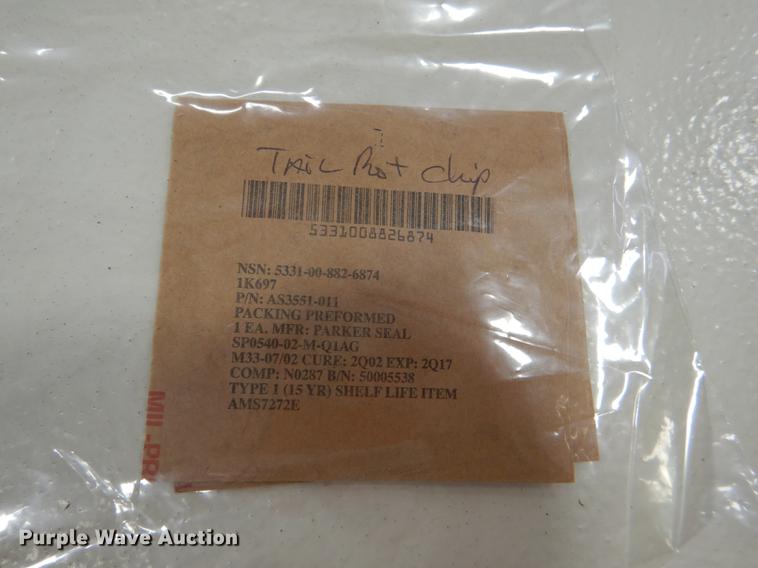 TAIL Rot chip
5331008826874
NSN: 5331-00-882-6874
1K697
P/N: AS3551-011
PACKING PREFORMED
1 EA. MFR: PARKER SEAL
SP0540-02-M-Q1AG
M33-07/02 CURE: 2Q02 EXP: 2Q17
COMP: N0287 B/N: 50005538
TYPE 1 (15 YR) SHELF LIFE ITEM
AMS7272E
Purple Wave Auction